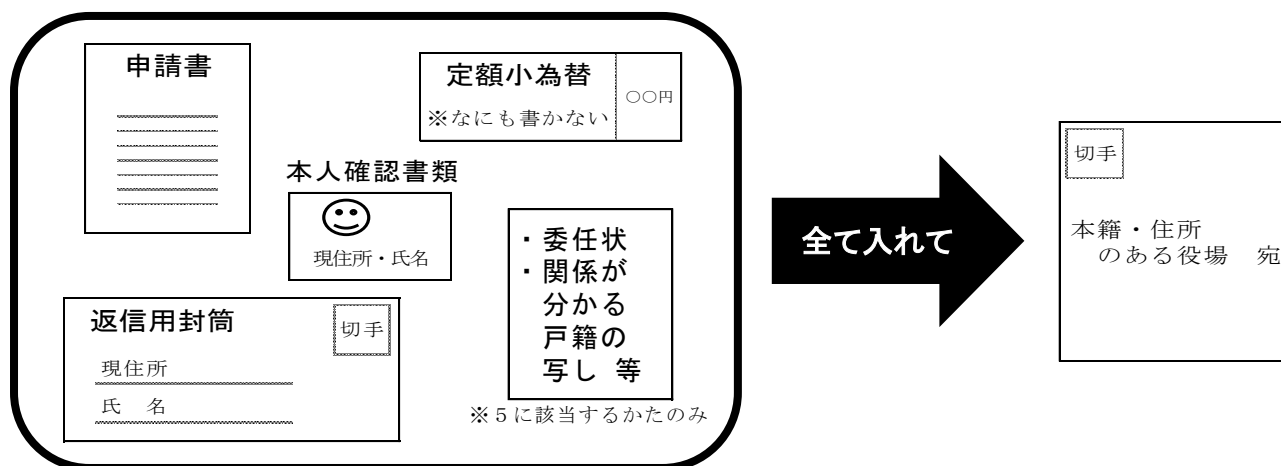 申請書
定額小為替
※なにも書かない
○○円
本人確認書類
現住所・氏名
・委任状
・関係が
分かる
戸籍の
写し 等
※５に該当するかたのみ
返信用封筒
切手
現住所
氏 名
全て入れて
切手
本籍・住所
のある役場 宛